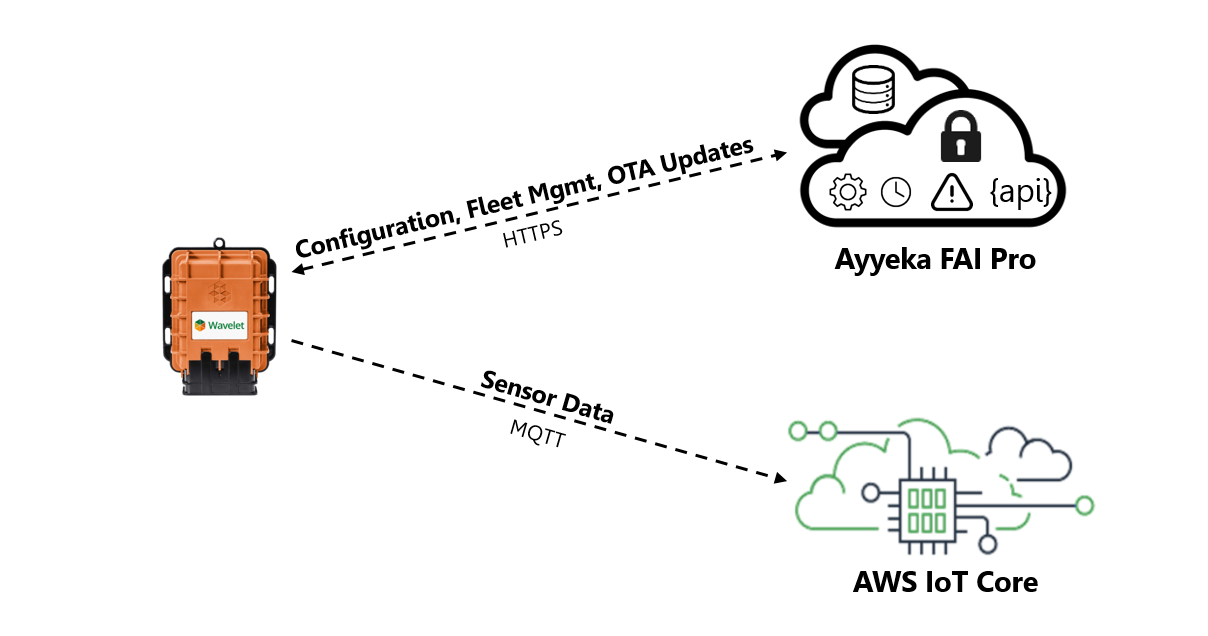 Configuration, Fleet Mgmt, OTA Updates
HTTPS
{api}
Ayyeka FAI Pro
Wavelet
Sensor Data
MQTT
AWS IoT Core